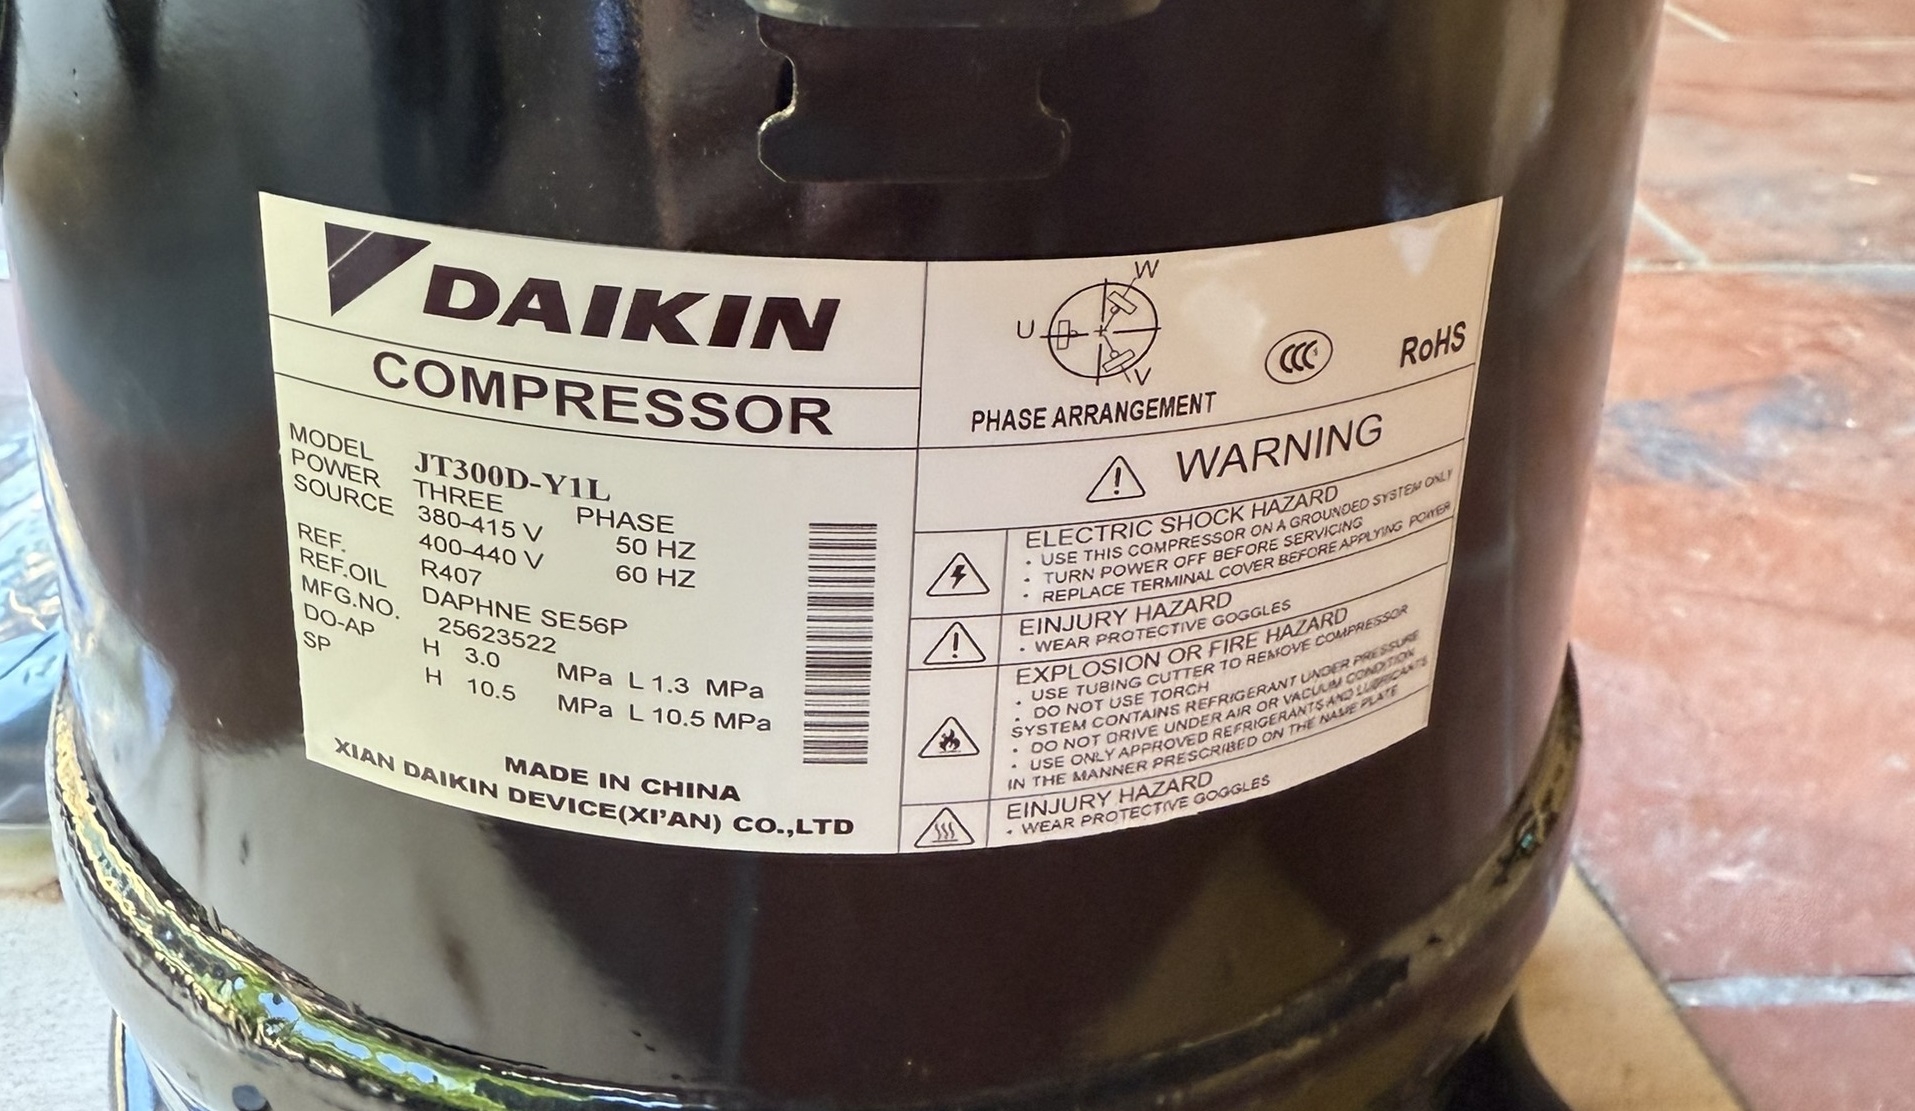 DAIKIN
COMPRESSOR
MODEL JT300D-Y1L
POWER THREE PHASE
SOURCE 380-415 V 50 HZ
400-440 V 60 HZ
REF. R407
REF.OIL DAPHNE SE56P
MFG.NO. 25623522
DO-AP H 3.0 MPa L 1.3 MPa
SP H 10.5 MPa L 10.5 MPa
MADE IN CHINA
XIAN DAIKIN DEVICE(XI'AN) CO.,LTD
W
U
V
PHASE ARRANGEMENT
CCC
RoHS
WARNING
ELECTRIC SHOCK HAZARD
· USE THIS COMPRESSOR ON A GROUNDED SYSTEM ONLY
· TURN POWER OFF BEFORE SERVICING
· REPLACE TERMINAL COVER BEFORE APPLYING POWER
EINJURY HAZARD
· WEAR PROTECTIVE GOGGLES
EXPLOSION OR FIRE HAZARD
· USE TUBING CUTTER TO REMOVE COMPRESSOR
· DO NOT USE TORCH
SYSTEM CONTAINS REFRIGERANT UNDER PRESSURE
· DO NOT DRIVE UNDER AIR OR VACUUM CONDITION
· USE ONLY APPROVED REFRIGERANTS AND LUBRICANTS
IN THE MANNER PRESCRIBED ON THE NAME PLATE
EINJURY HAZARD
· WEAR PROTECTIVE GOGGLES